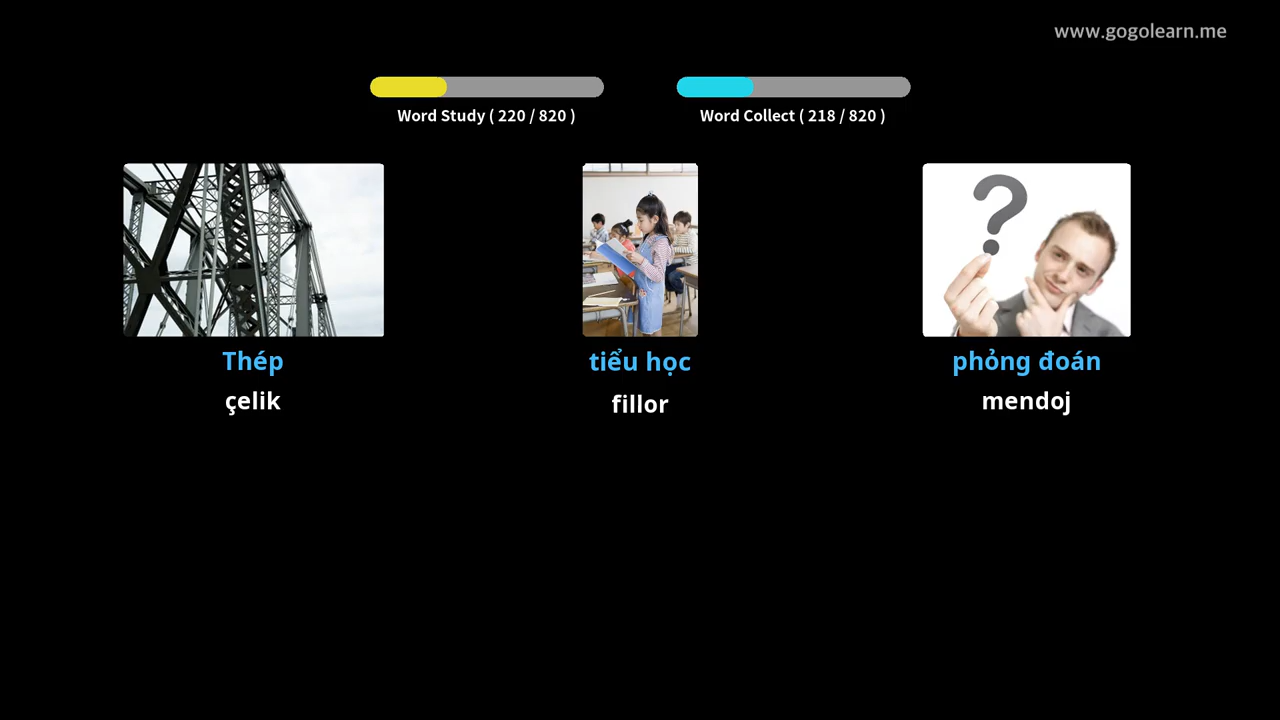 www.gogolearn.me
Word Study ( 220 / 820 )
Word Collect ( 218 / 820 )
Thép
tiểu học
phỏng đoán
çelik
fillor
mendoj